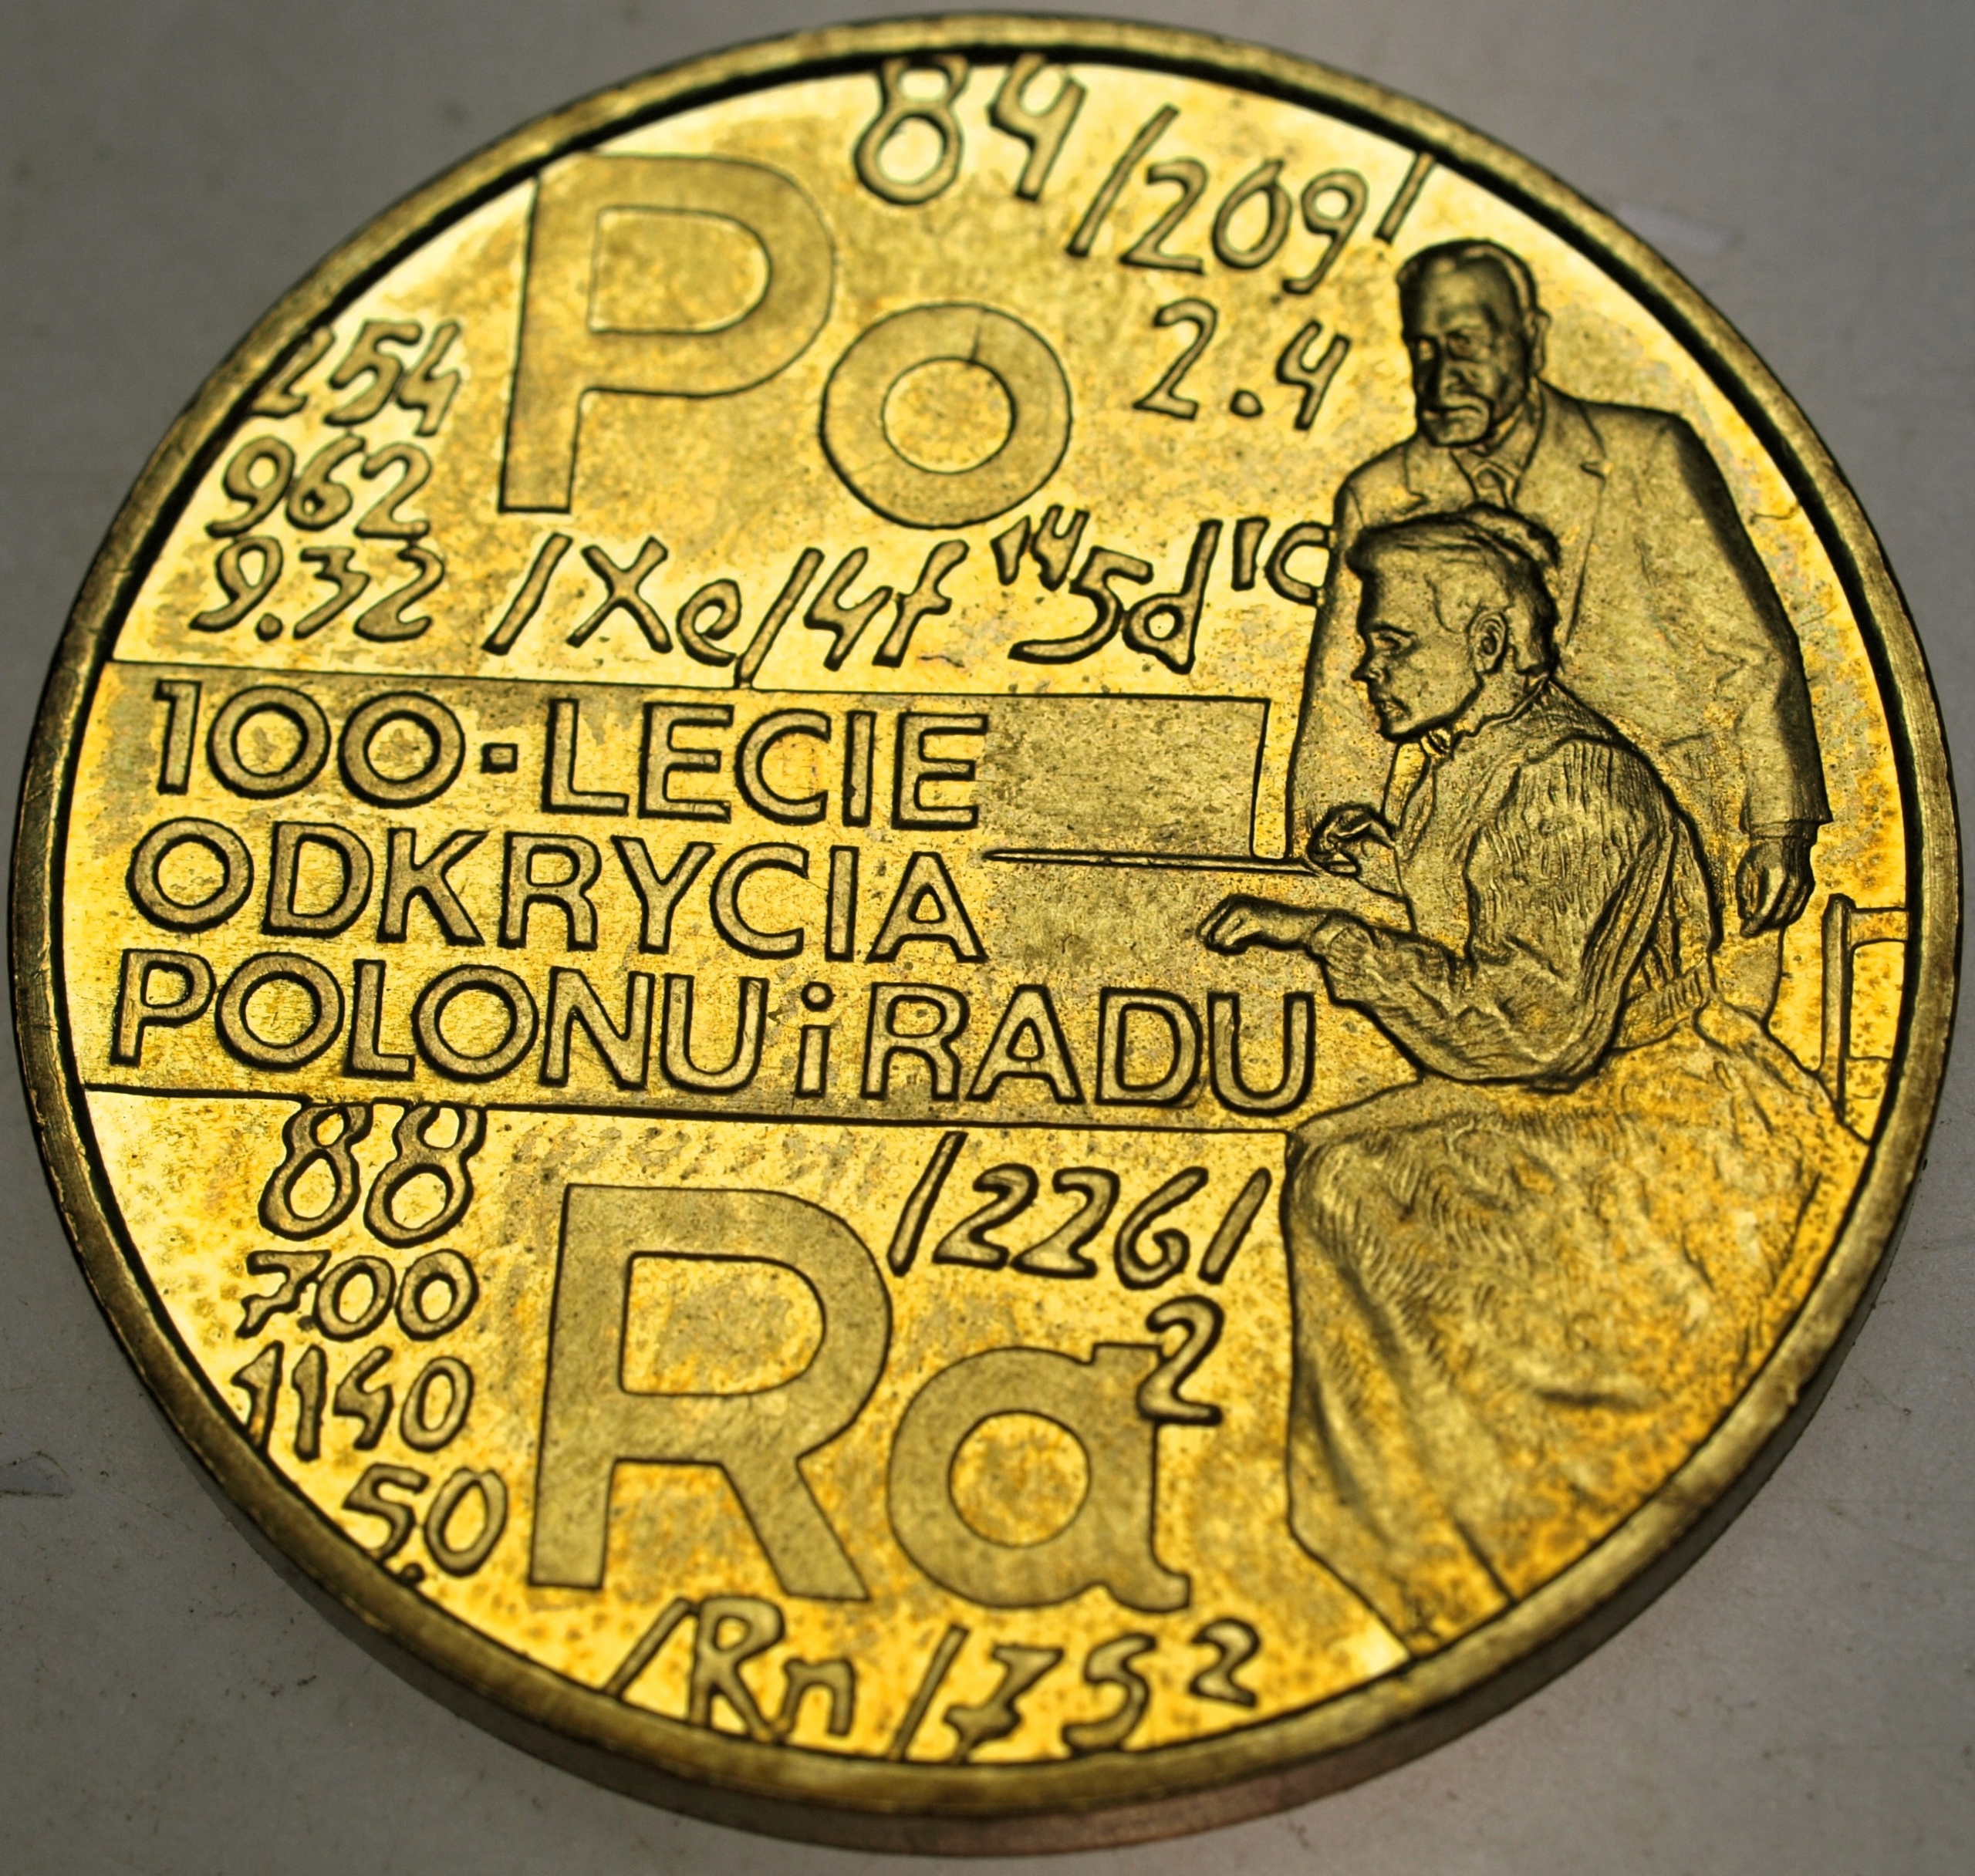 84/209/
Po
2.4
254
962
9.32 /Xe/4f¹⁴5d¹⁰
100-LECIE
ODKRYCIA
POLONU i RADU
88
/226/
Ra
2
700
1140
5.0
/Rn/7s²